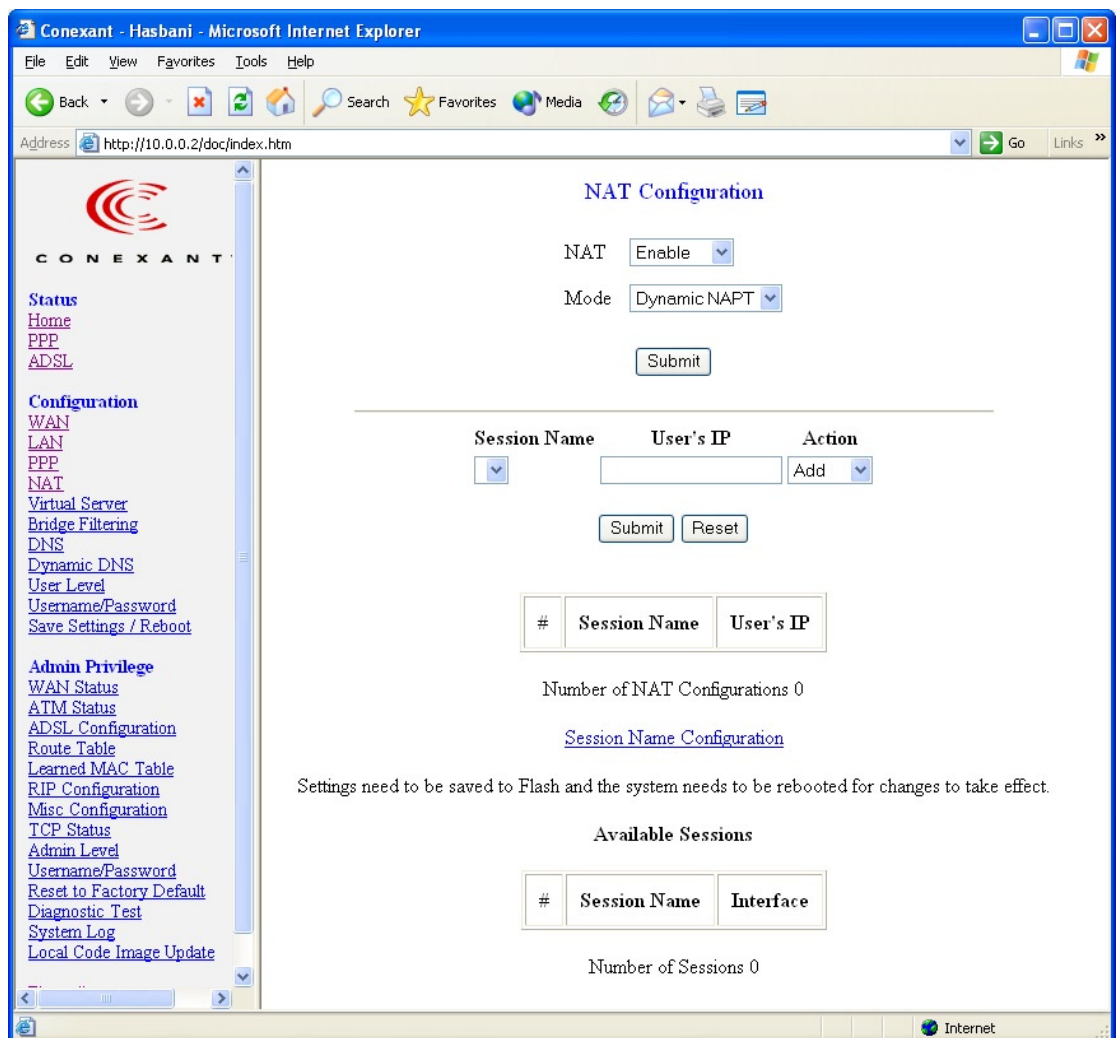 Conexant - Hasbani - Microsoft Internet Explorer
File Edit View Favorites Tools Help
Back Search Favorites Media
Address http://10.0.0.2/doc/index.htm Go Links »
CONEXANT
Status
Home
PPP
ADSL
Configuration
WAN
LAN
PPP
NAT
Virtual Server
Bridge Filtering
DNS
Dynamic DNS
User Level
Username/Password
Save Settings / Reboot
Admin Privilege
WAN Status
ATM Status
ADSL Configuration
Route Table
Learned MAC Table
RIP Configuration
Misc Configuration
TCP Status
Admin Level
Username/Password
Reset to Factory Default
Diagnostic Test
System Log
Local Code Image Update
NAT Configuration
NAT Enable
Mode Dynamic NAPT
Submit
Session Name User's IP Action
Add
Submit Reset
# Session Name User's IP
Number of NAT Configurations 0
Session Name Configuration
Settings need to be saved to Flash and the system needs to be rebooted for changes to take effect.
Available Sessions
# Session Name Interface
Number of Sessions 0
Internet